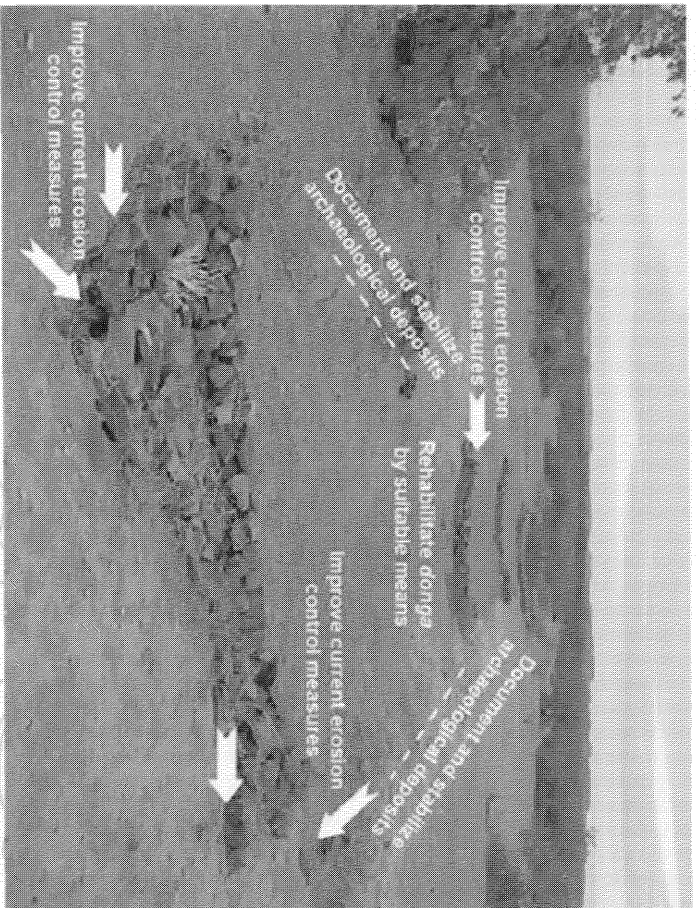 Improve current erosion
control measures
Document and stabilize
archaeological deposits
Document and stabilize
archaeological deposits
Rehabilitate donga
by suitable means
Improve current erosion
control measures
Improve current erosion
control measures